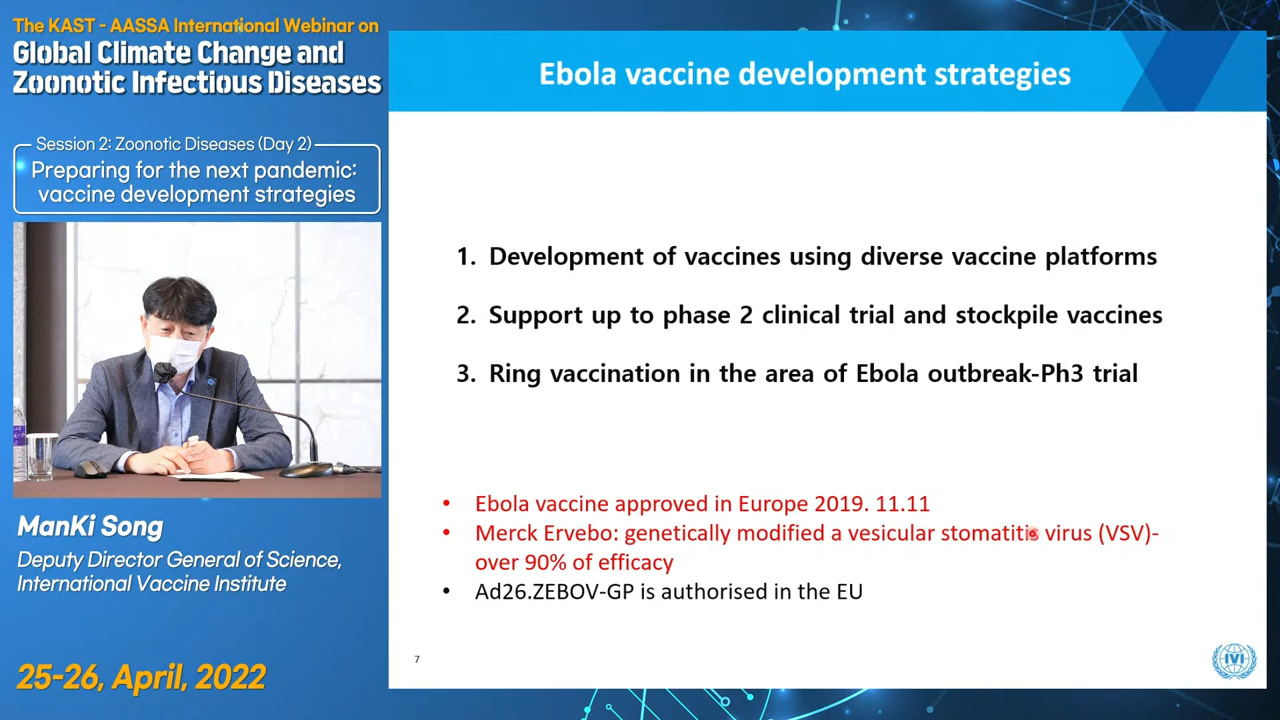 The KAST - AASSA International Webinar on
Global Climate Change and
Zoonotic Infectious Diseases
Session 2: Zoonotic Diseases (Day 2)
Preparing for the next pandemic:
vaccine development strategies
ManKi Song
Deputy Director General of Science,
International Vaccine Institute
25-26, April, 2022
Ebola vaccine development strategies
1. Development of vaccines using diverse vaccine platforms
2. Support up to phase 2 clinical trial and stockpile vaccines
3. Ring vaccination in the area of Ebola outbreak-Ph3 trial
• Ebola vaccine approved in Europe 2019. 11.11
• Merck Ervebo: genetically modified a vesicular stomatitis virus (VSV)-
over 90% of efficacy
• Ad26.ZEBOV-GP is authorised in the EU
7
IVI